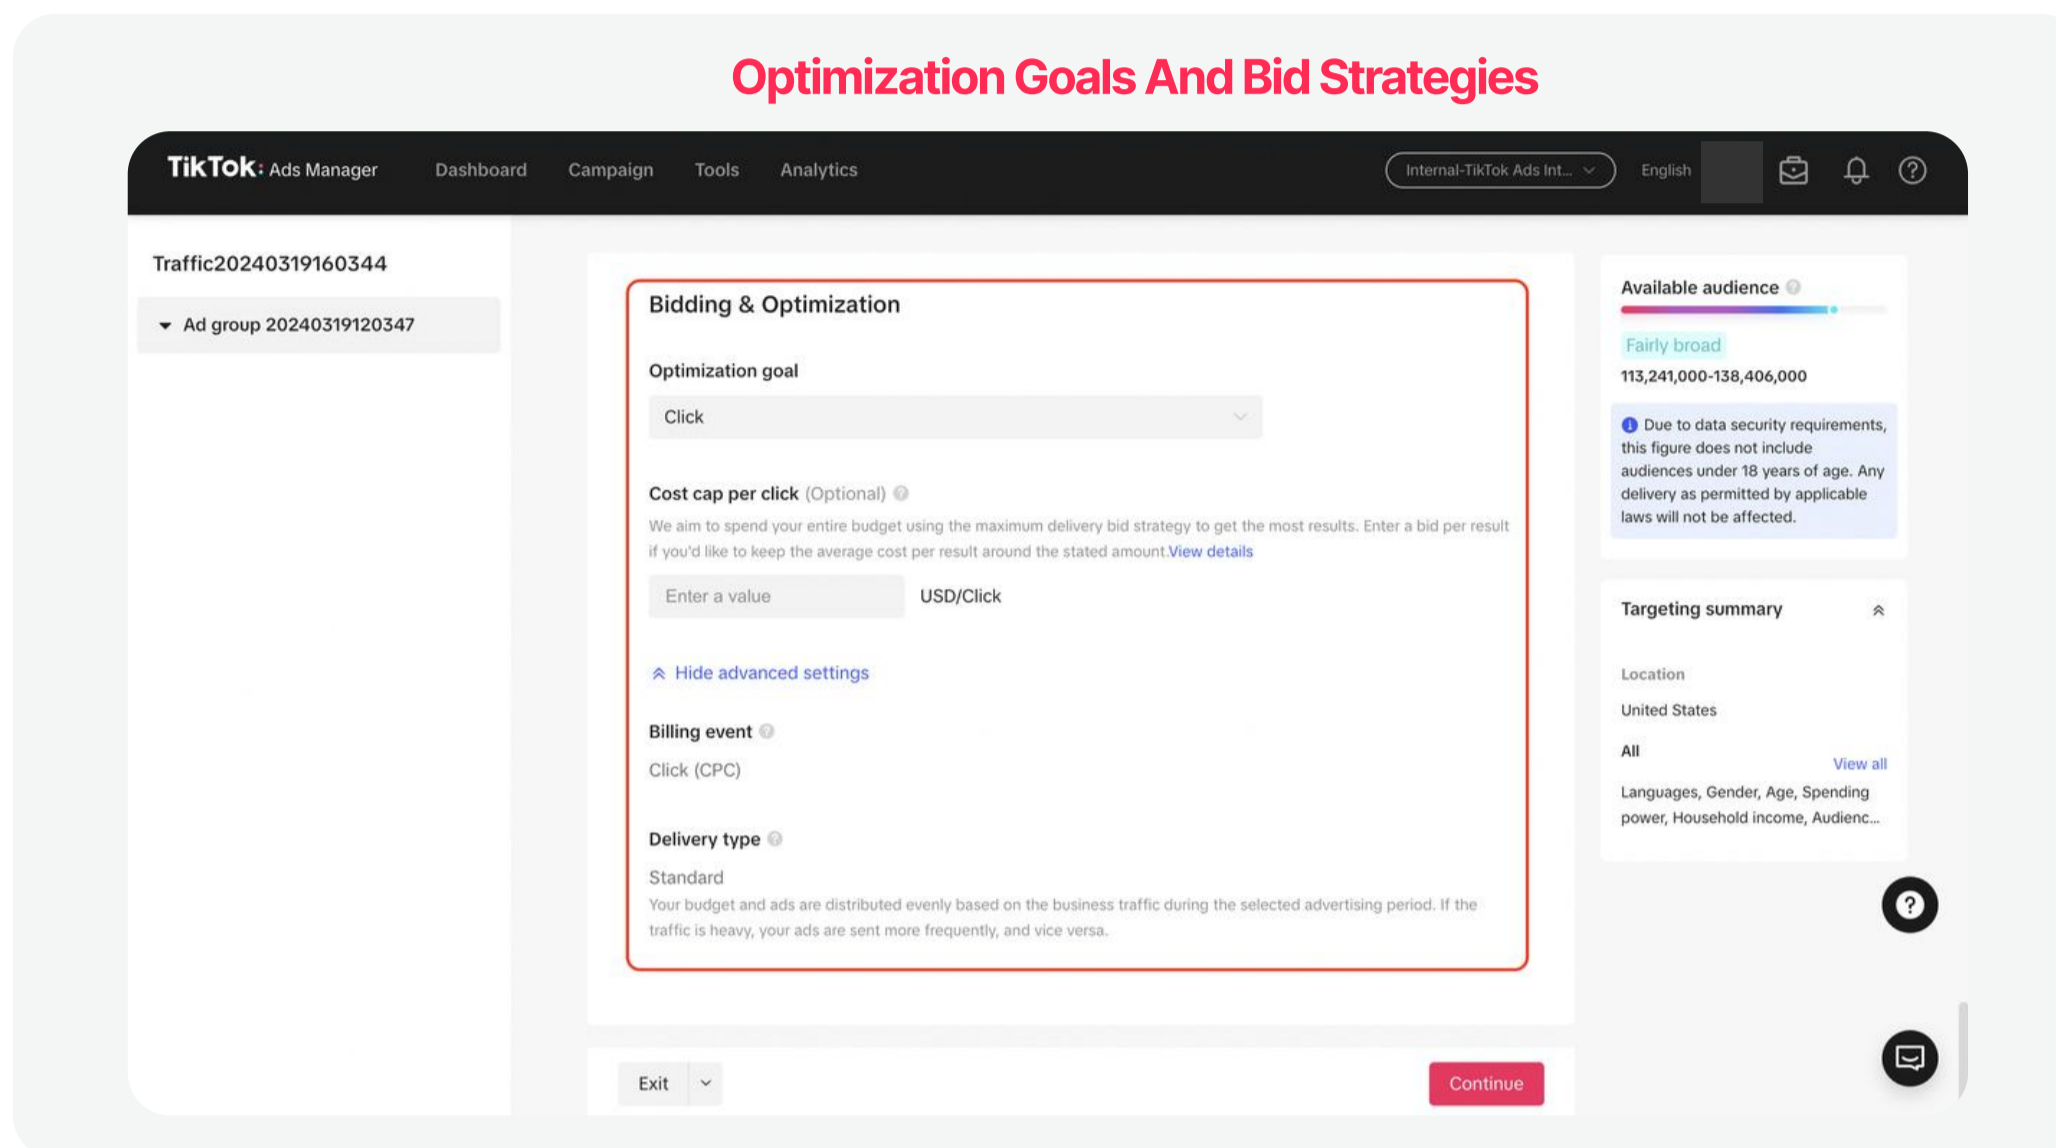 Optimization Goals And Bid Strategies
TikTok: Ads Manager
Dashboard
Campaign
Tools
Analytics
Internal-TikTok Ads Int...
English
Traffic20240319160344
Ad group 20240319120347
Bidding & Optimization
Optimization goal
Click
Cost cap per click (Optional)
We aim to spend your entire budget using the maximum delivery bid strategy to get the most results. Enter a bid per result
if you'd like to keep the average cost per result around the stated amount.View details
Enter a value
USD/Click
Hide advanced settings
Billing event
Click (CPC)
Delivery type
Standard
Your budget and ads are distributed evenly based on the business traffic during the selected advertising period. If the
traffic is heavy, your ads are sent more frequently, and vice versa.
Exit
Continue
Available audience
Fairly broad
113,241,000-138,406,000
Due to data security requirements,
this figure does not include
audiences under 18 years of age. Any
delivery as permitted by applicable
laws will not be affected.
Targeting summary
Location
United States
All
View all
Languages, Gender, Age, Spending
power, Household income, Audienc...